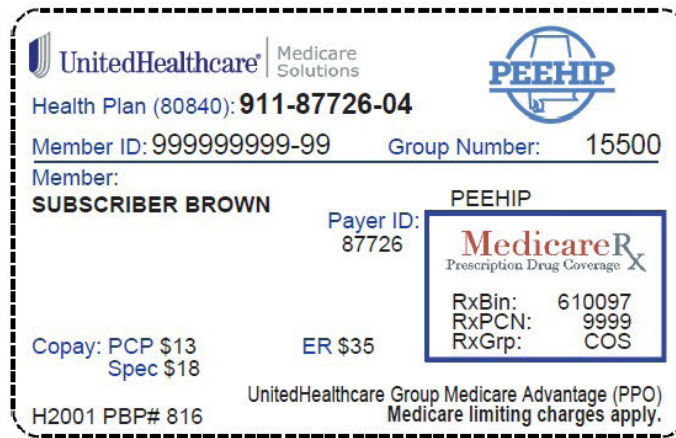 UnitedHealthcare® Medicare Solutions
PEEHIP
Health Plan (80840): 911-87726-04
Member ID: 999999999-99 Group Number: 15500
Member:
SUBSCRIBER BROWN
PEEHIP
Payer ID:
87726
MedicareRx
Prescription Drug Coverage
RxBin: 610097
RxPCN: 9999
RxGrp: COS
Copay: PCP $13 ER $35
Spec $18
UnitedHealthcare Group Medicare Advantage (PPO)
H2001 PBP# 816 Medicare limiting charges apply.